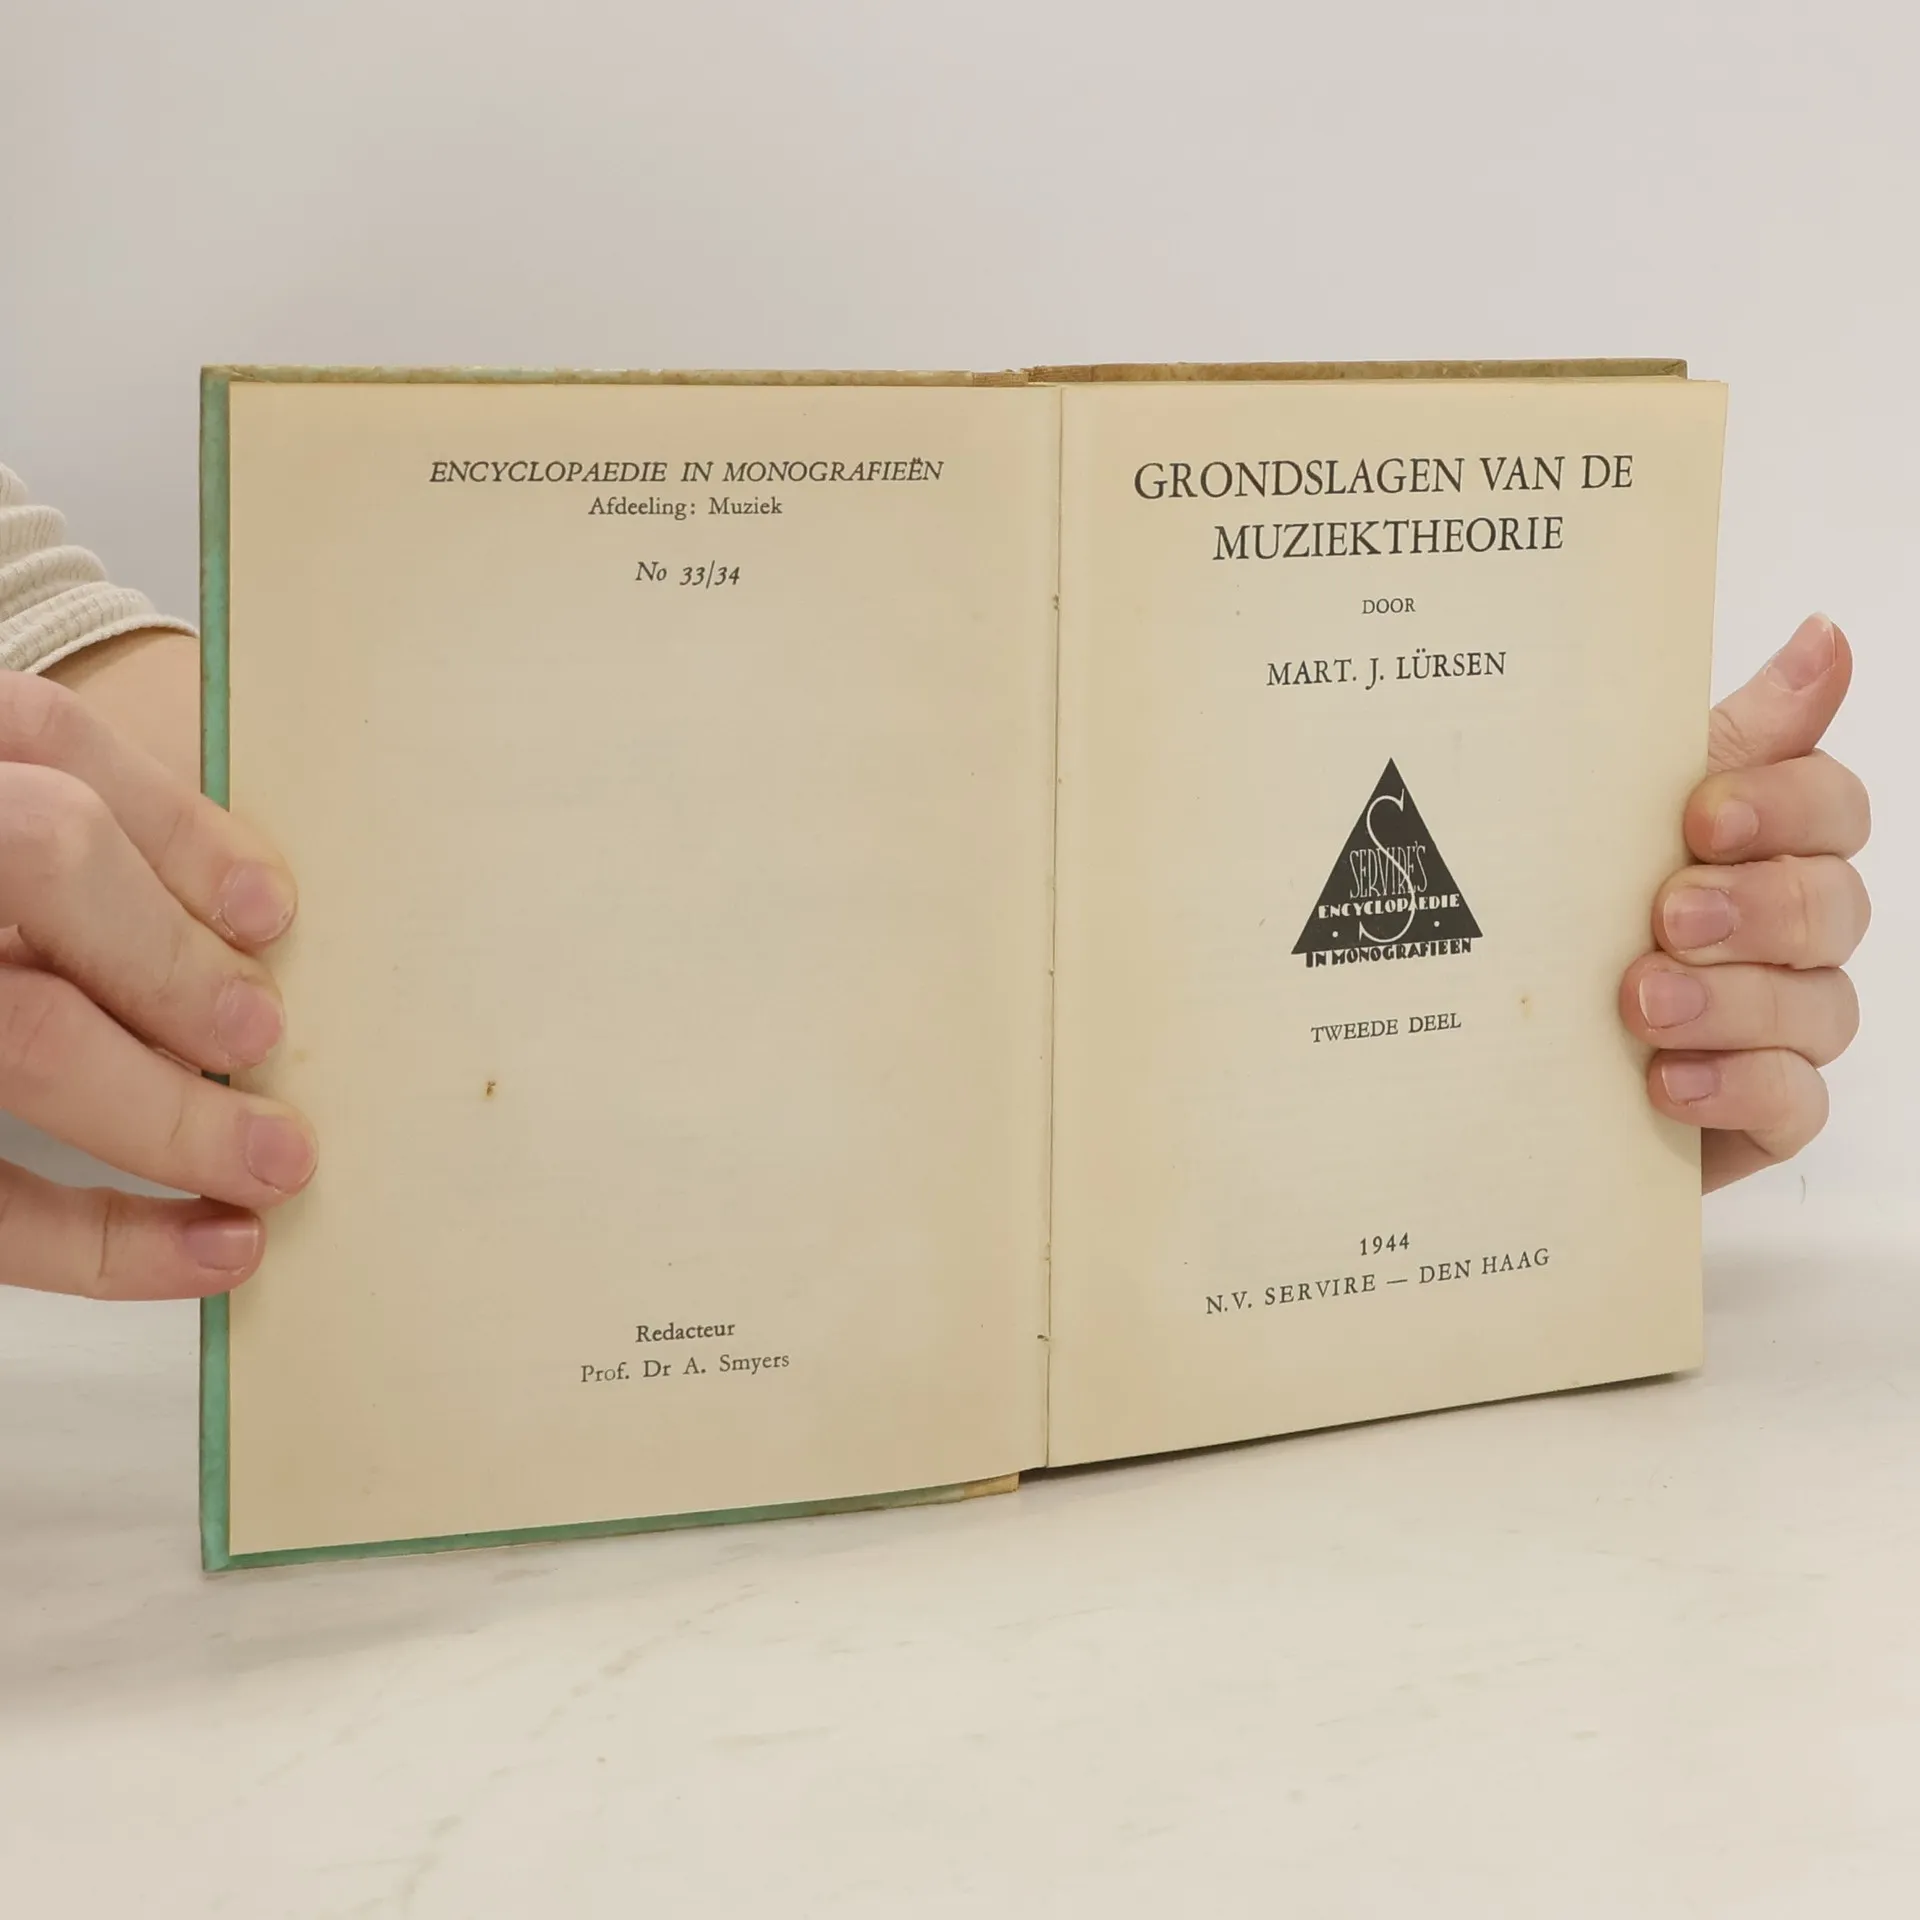 ENCYCLOPAEDIE IN MONOGRAFIEËN
Afdeeling: Muziek
No 33/34
Redacteur
Prof. Dr A. Smyers
GRONDSLAGEN VAN DE
MUZIEKTHEORIE
DOOR
MART. J. LÜRSEN
S
SERVIRE'S
ENCYCLOPAEDIE
IN MONOGRAFIEEN
TWEEDE DEEL
1944
N.V. SERVIRE — DEN HAAG